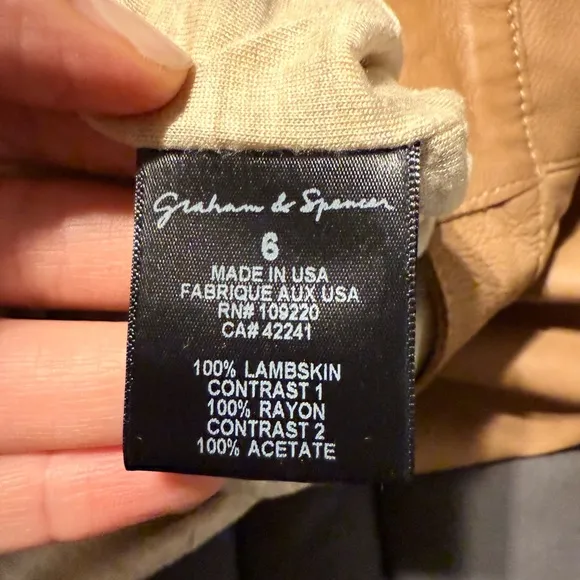 Graham & Spencer
6
MADE IN USA
FABRIQUE AUX USA
RN# 109220
CA# 42241
100% LAMBSKIN
CONTRAST 1
100% RAYON
CONTRAST 2
100% ACETATE